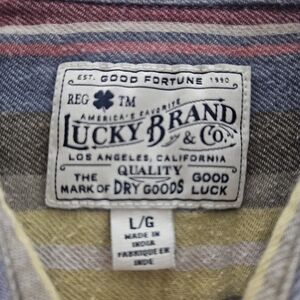 EST. GOOD FORTUNE 1990
REG TM
AMERICA'S FAVORITE
LUCKY BRAND
& CO.
LOS ANGELES, CALIFORNIA
QUALITY
THE MARK OF DRY GOODS GOOD LUCK
L/G
MADE IN
INDIA
FABRIQUE EN
INDE